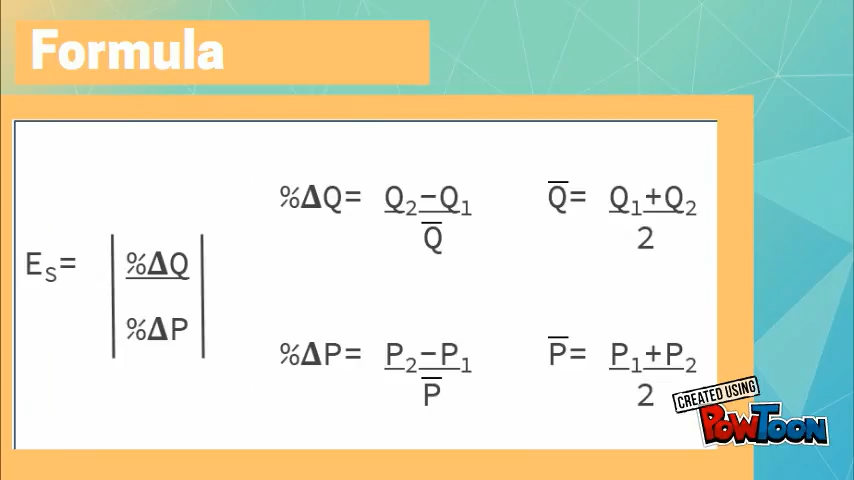 Formula
%ΔQ= Q₂−Q₁ Q̅= Q₁+Q₂
Q̅ 2
Eₛ= | %ΔQ |
%ΔP
%ΔP= P₂−P₁ P̅= P₁+P₂
P̅ 2
CREATED USING
POWTOON